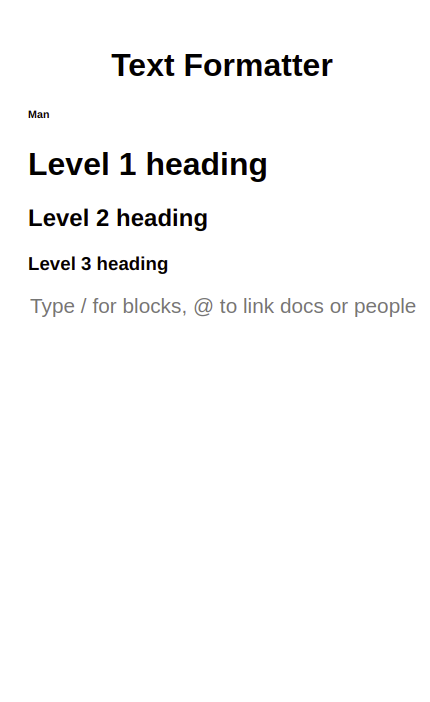 Text Formatter
Man
Level 1 heading
Level 2 heading
Level 3 heading
Type / for blocks, @ to link docs or people